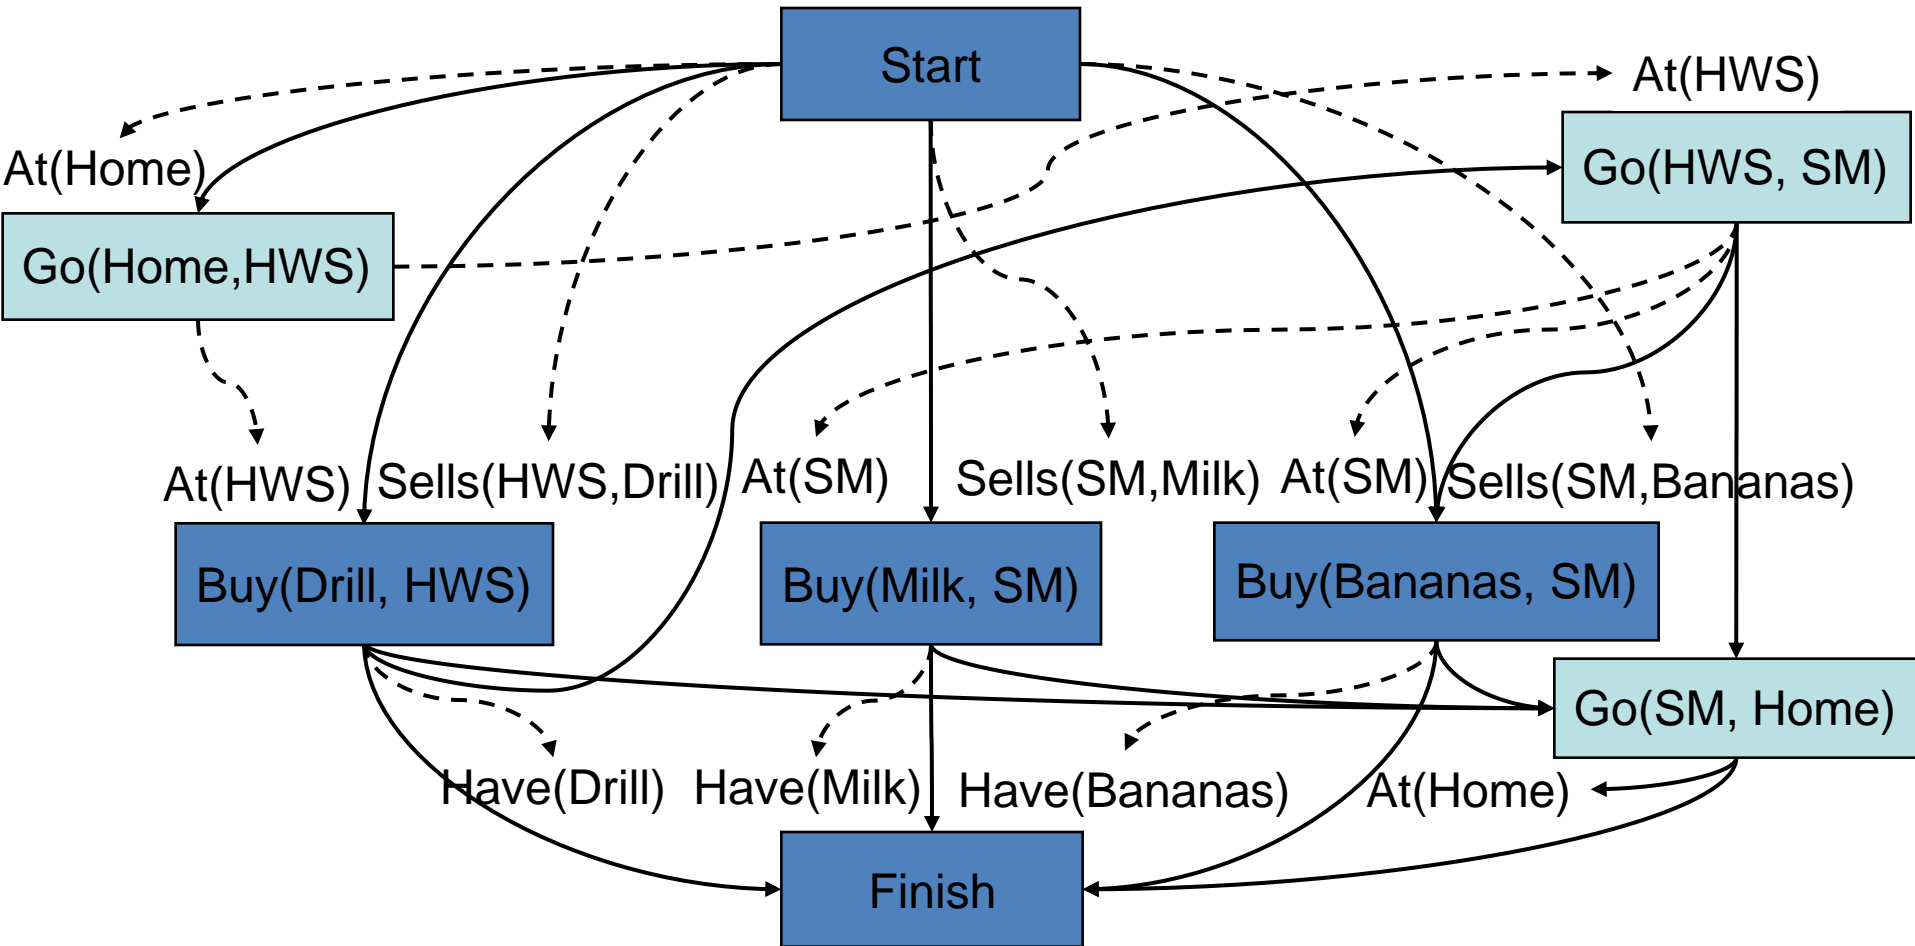 Start
At(HWS)
At(Home)
Go(HWS, SM)
Go(Home,HWS)
At(HWS)
Sells(HWS,Drill)
At(SM)
Sells(SM,Milk)
At(SM)
Sells(SM,Bananas)
Buy(Drill, HWS)
Buy(Milk, SM)
Buy(Bananas, SM)
Go(SM, Home)
Have(Drill)
Have(Milk)
Have(Bananas)
At(Home)
Finish